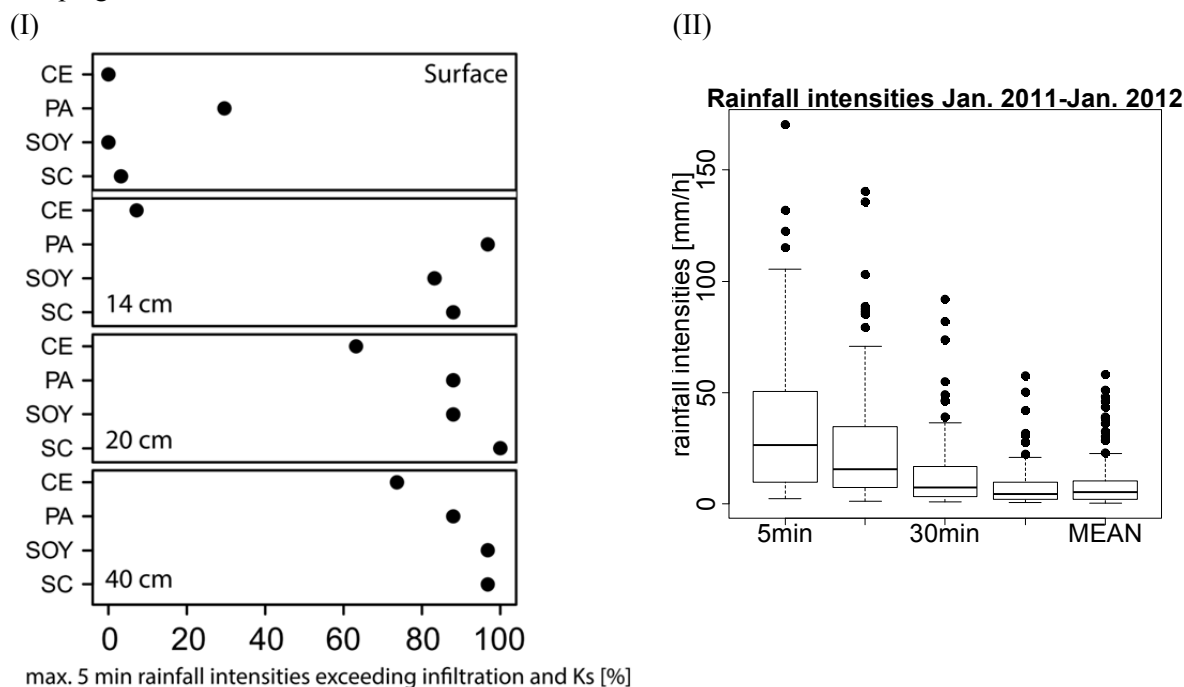 (I)
CE
PA
SOY
SC
Surface
CE
PA
SOY
SC
14 cm
CE
PA
SOY
SC
20 cm
CE
PA
SOY
SC
40 cm
0 20 40 60 80 100
max. 5 min rainfall intensities exceeding infiltration and Ks [%]
(II)
Rainfall intensities Jan. 2011-Jan. 2012
rainfall intensities [mm/h]
150
100
50
0
5min 30min MEAN